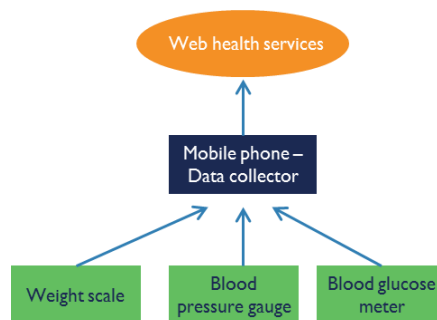 Web health services
Mobile phone –
Data collector
Weight scale
Blood
pressure gauge
Blood glucose
meter